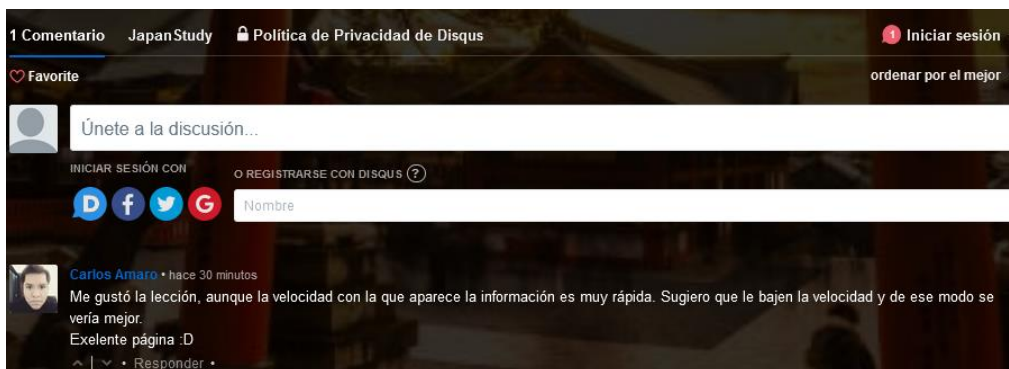 1 Comentario JapanStudy Política de Privacidad de Disqus 1 Iniciar sesión
Favorite ordenar por el mejor
Únete a la discusión...
INICIAR SESIÓN CON O REGISTRARSE CON DISQUS ?
D f G Nombre
Carlos Amaro • hace 30 minutos
Me gustó la lección, aunque la velocidad con la que aparece la información es muy rápida. Sugiero que le bajen la velocidad y de ese modo se
vería mejor.
Exelente página :D
• Responder •